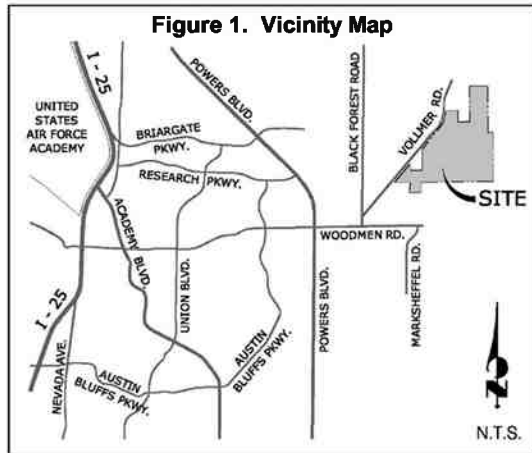 Figure 1. Vicinity Map
I - 25
UNITED
STATES
AIR FORCE
ACADEMY
BRIARGATE
PKWY.
RESEARCH PKWY.
POWERS BLVD.
BLACK FOREST ROAD
VOLLMER RD.
SITE
ACADEMY BLVD.
UNION BLVD.
WOODMEN RD.
MARKSHEFFEL RD.
I - 25
NEVADA AVE.
AUSTIN
BLUFFS PKWY.
AUSTIN
BLUFFS PKWY.
POWERS BLVD.
N.T.S.